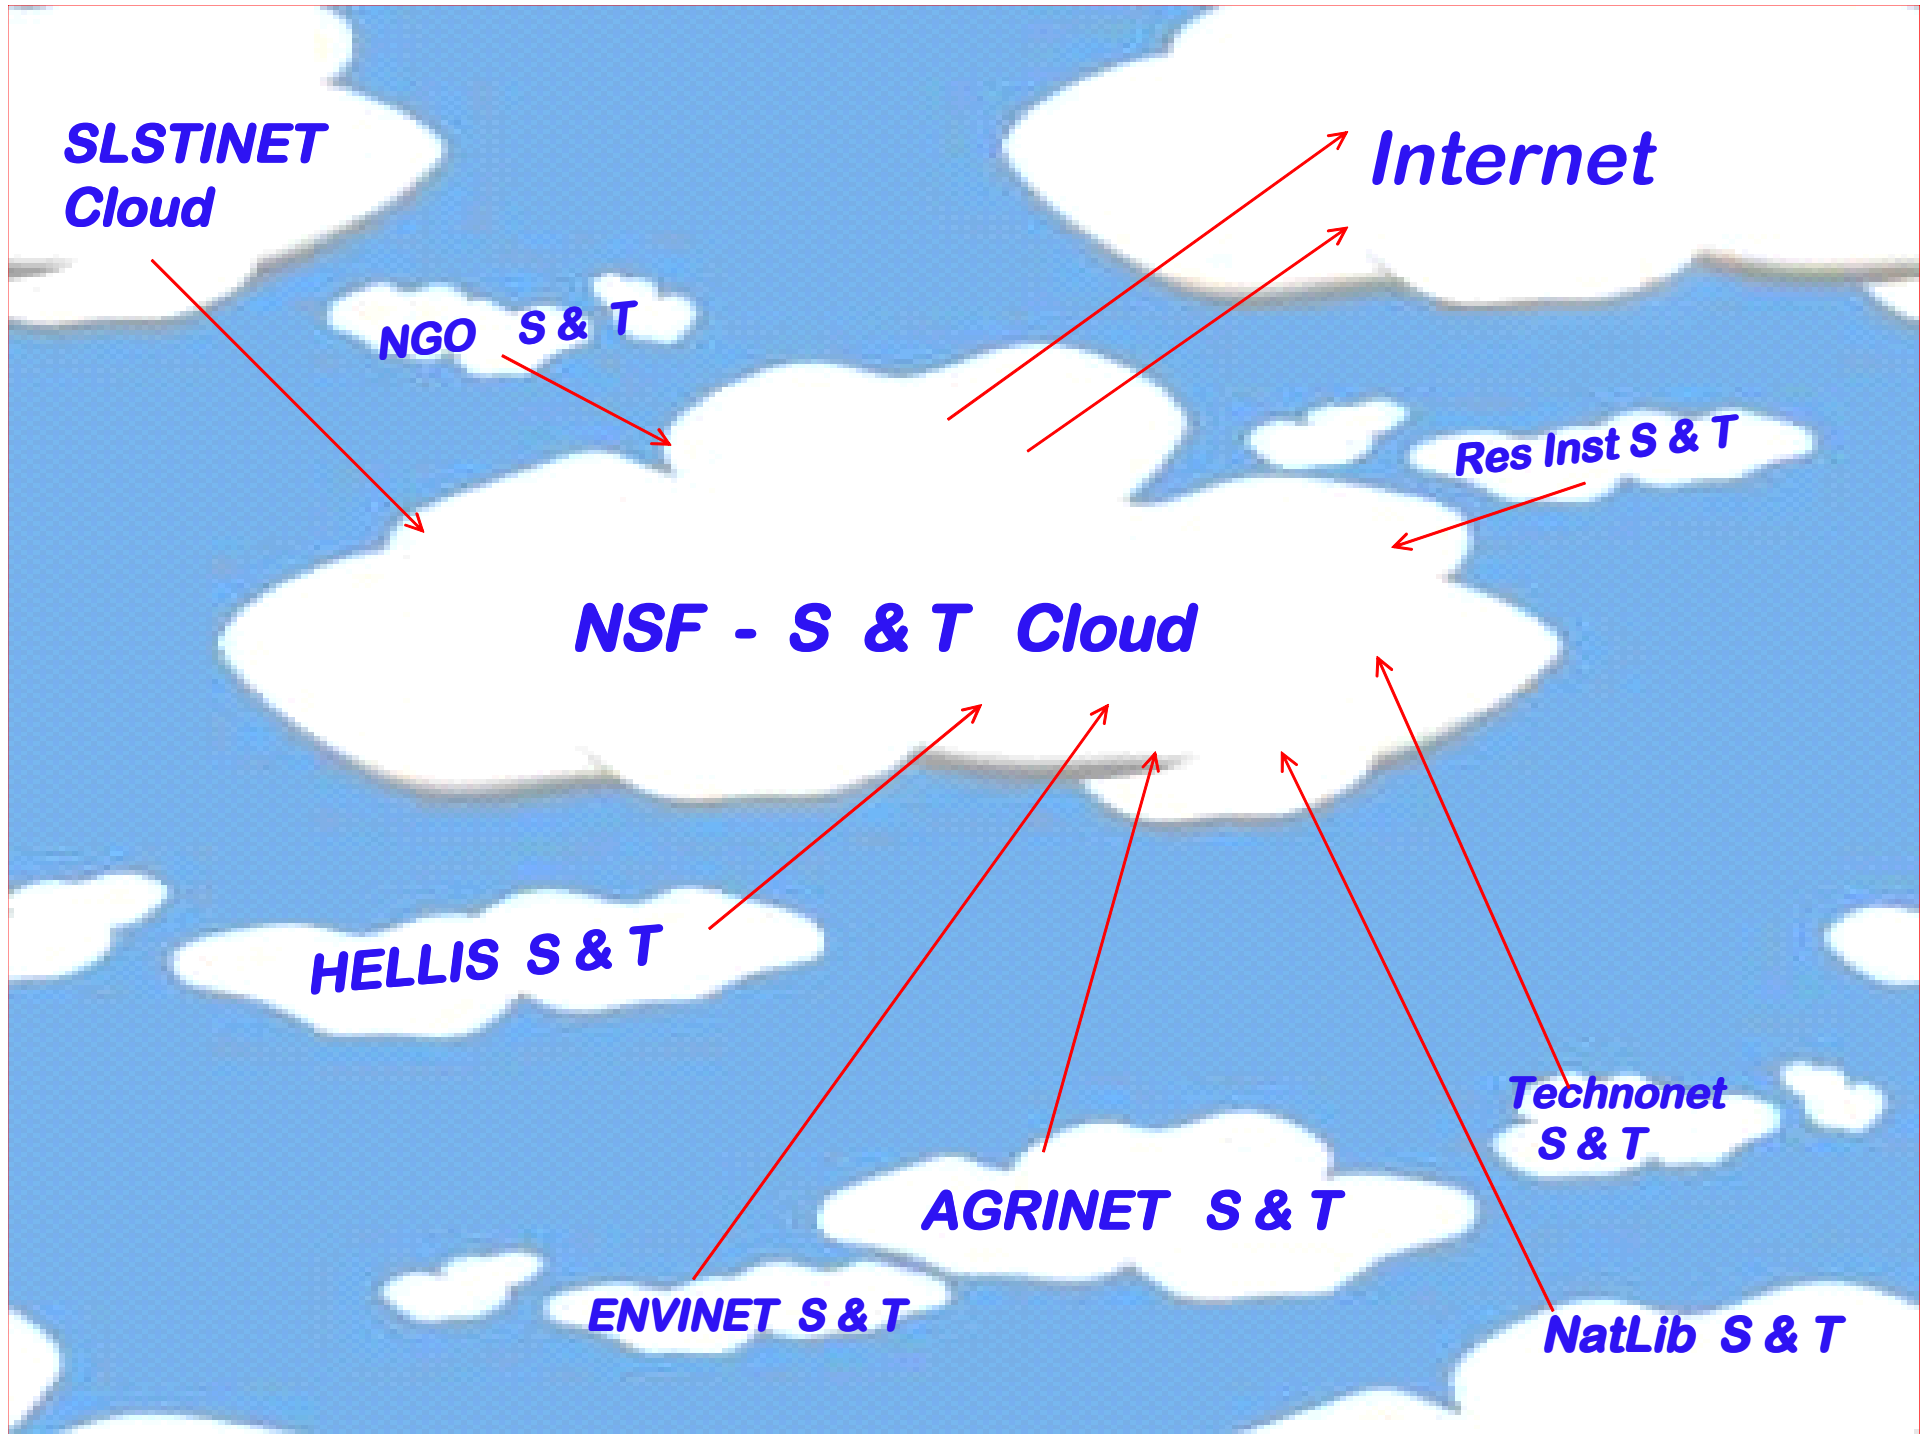 SLSTINET
Cloud
Internet
NGO S & T
Res Inst S & T
NSF - S & T Cloud
HELLIS S & T
Technonet
S & T
AGRINET S & T
ENVINET S & T
NatLib S & T